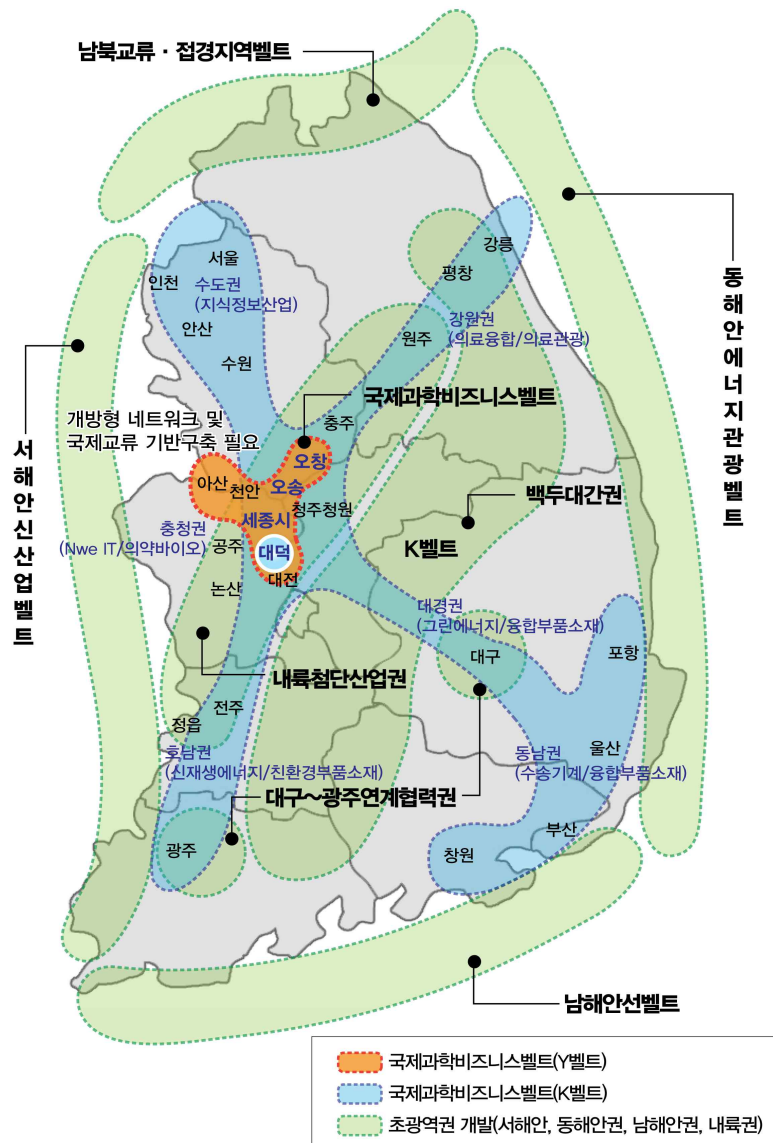 남북교류 · 접경지역벨트
강릉
서울
평창
인천
수도권
(지식정보산업)
동해안에너지관광벨트
안산
강원권
(의료융합/의료관광)
원주
수원
국제과학비즈니스벨트
개방형 네트워크 및
국제교류 기반구축 필요
충주
서해안신산업벨트
오창
아산
천안
오송
백두대간권
청주청원
세종시
충청권
(Nwe IT/의약바이오)
공주
대덕
K벨트
대전
논산
대경권
(그린에너지/융합부품소재)
대구
포항
내륙첨단산업권
전주
정읍
호남권
(신재생에너지/친환경부품소재)
동남권
(수송기계/융합부품소재)
울산
대구~광주연계협력권
부산
광주
창원
남해안선벨트
국제과학비즈니스벨트(Y벨트)
국제과학비즈니스벨트(K벨트)
초광역권 개발(서해안, 동해안권, 남해안권, 내륙권)